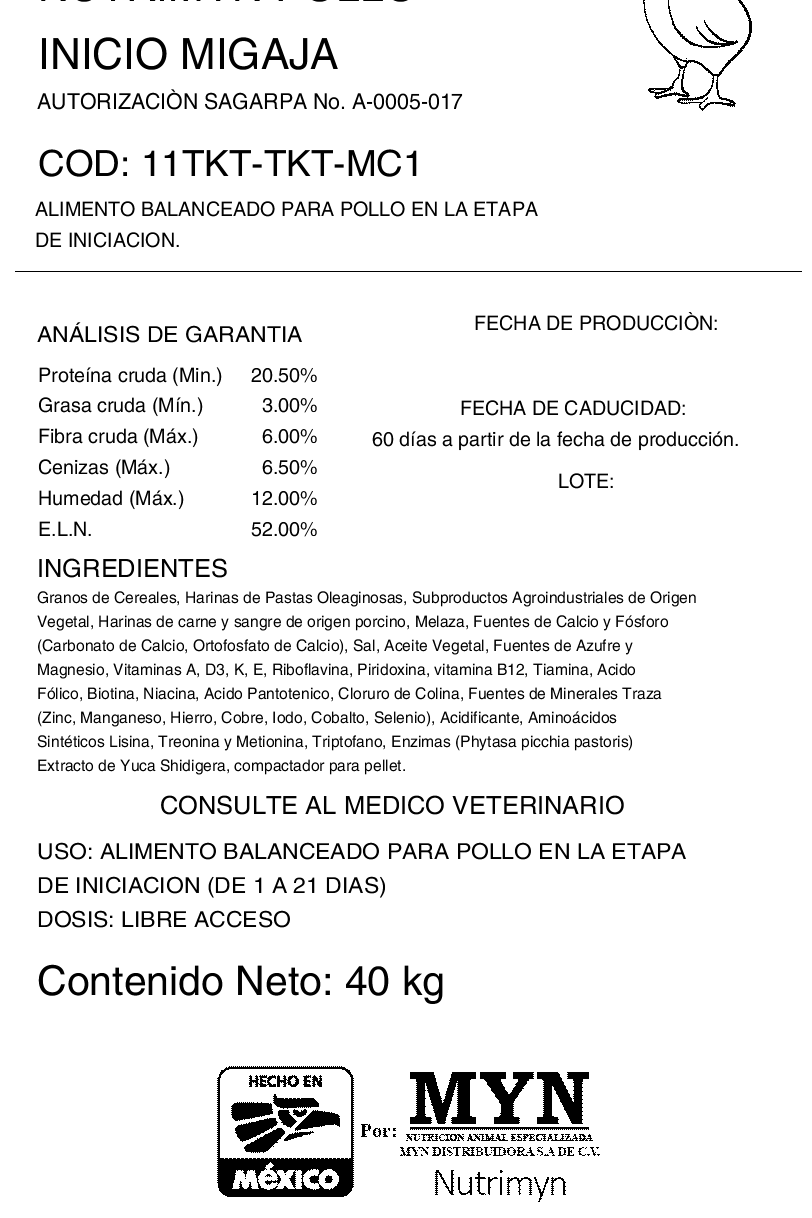 INICIO MIGAJA
AUTORIZACIÒN SAGARPA No. A-0005-017
COD: 11TKT-TKT-MC1
ALIMENTO BALANCEADO PARA POLLO EN LA ETAPA
DE INICIACION.
ANÁLISIS DE GARANTIA
Proteína cruda (Min.) 20.50%
Grasa cruda (Mín.) 3.00%
Fibra cruda (Máx.) 6.00%
Cenizas (Máx.) 6.50%
Humedad (Máx.) 12.00%
E.L.N. 52.00%
FECHA DE PRODUCCIÒN:
FECHA DE CADUCIDAD:
60 días a partir de la fecha de producción.
LOTE:
INGREDIENTES
Granos de Cereales, Harinas de Pastas Oleaginosas, Subproductos Agroindustriales de Origen
Vegetal, Harinas de carne y sangre de origen porcino, Melaza, Fuentes de Calcio y Fósforo
(Carbonato de Calcio, Ortofosfato de Calcio), Sal, Aceite Vegetal, Fuentes de Azufre y
Magnesio, Vitaminas A, D3, K, E, Riboflavina, Piridoxina, vitamina B12, Tiamina, Acido
Fólico, Biotina, Niacina, Acido Pantotenico, Cloruro de Colina, Fuentes de Minerales Traza
(Zinc, Manganeso, Hierro, Cobre, Iodo, Cobalto, Selenio), Acidificante, Aminoácidos
Sintéticos Lisina, Treonina y Metionina, Triptofano, Enzimas (Phytasa picchia pastoris)
Extracto de Yuca Shidigera, compactador para pellet.
CONSULTE AL MEDICO VETERINARIO
USO: ALIMENTO BALANCEADO PARA POLLO EN LA ETAPA
DE INICIACION (DE 1 A 21 DIAS)
DOSIS: LIBRE ACCESO
Contenido Neto: 40 kg
HECHO EN
MéXICO
Por:
MYN
NUTRICION ANIMAL ESPECIALIZADA
MYN DISTRIBUIDORA S.A DE C.V.
Nutrimyn